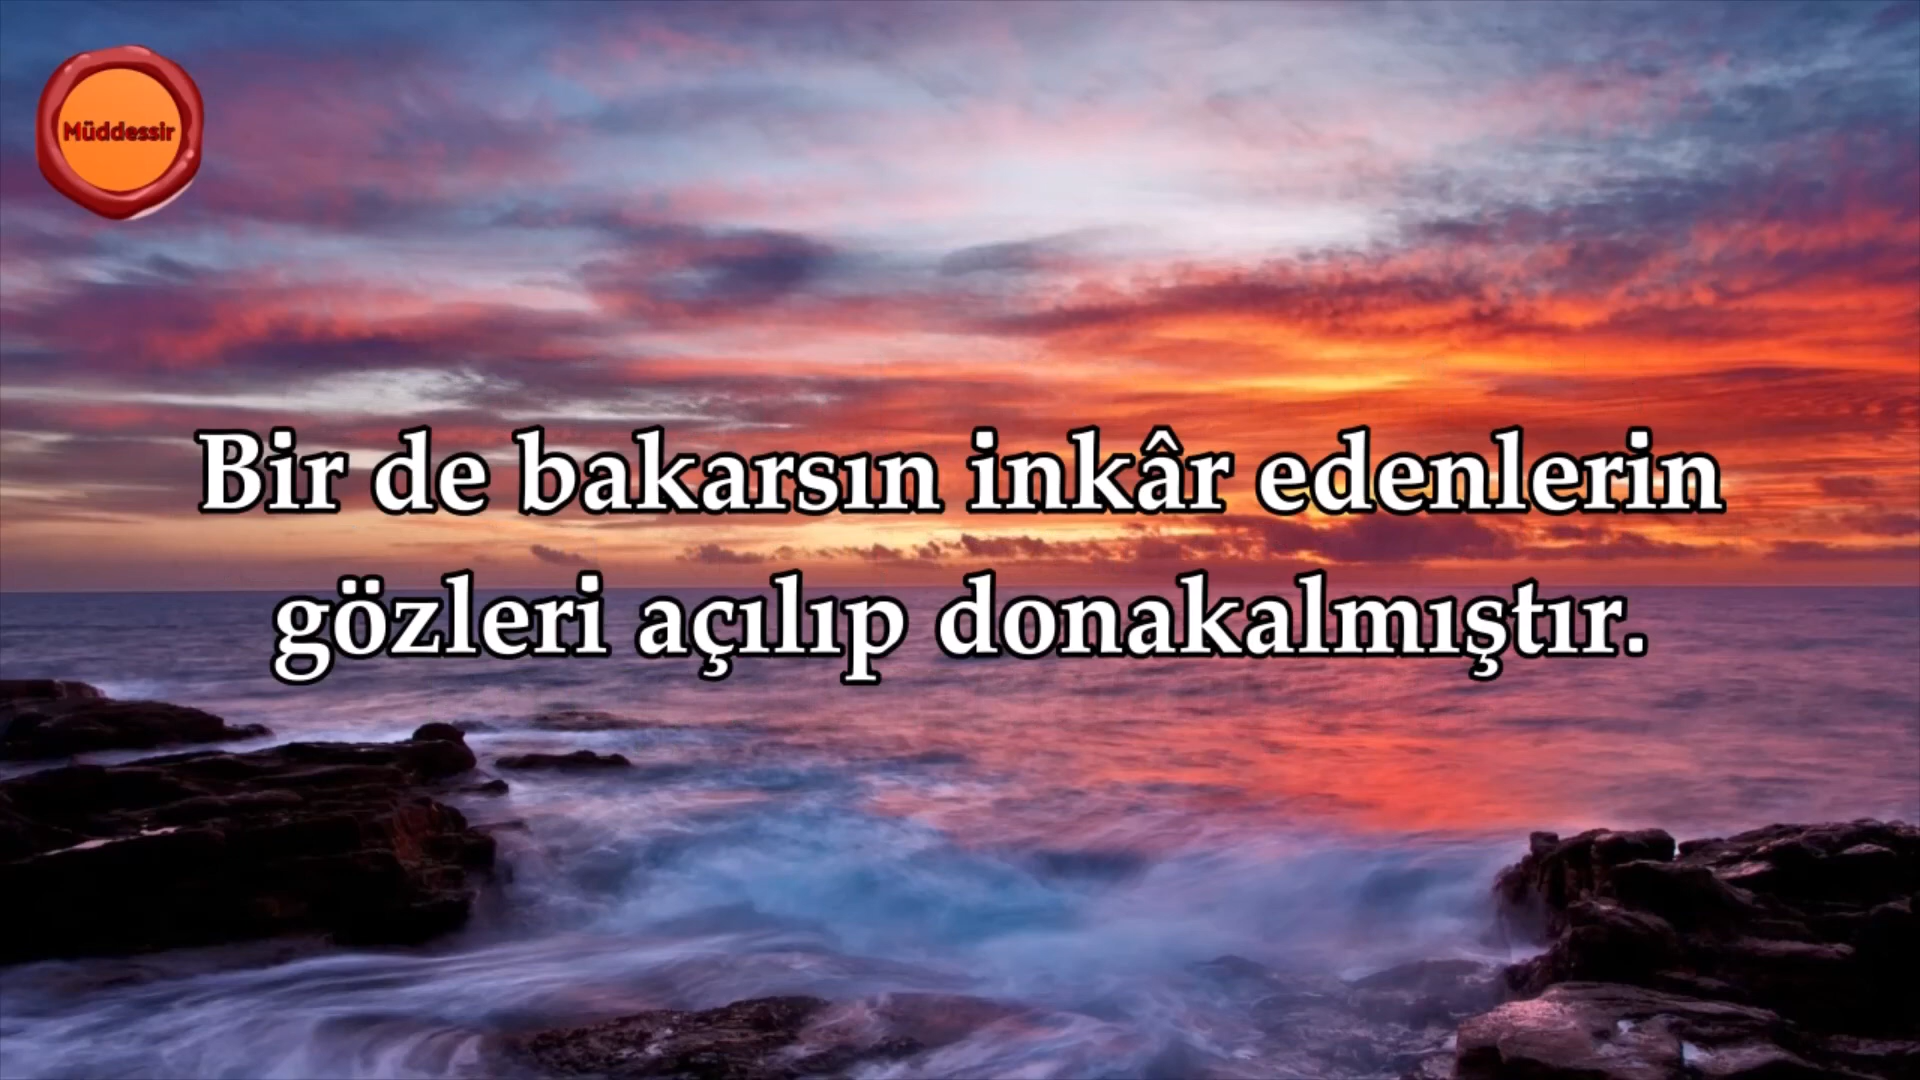 Müddessir
Bir de bakarsın inkâr edenlerin
gözleri açılıp donakalmıştır.